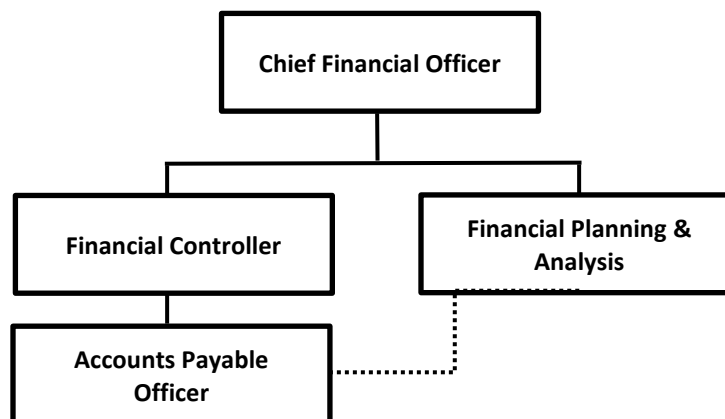 Chief Financial Officer
Financial Controller
Financial Planning &
Analysis
Accounts Payable
Officer